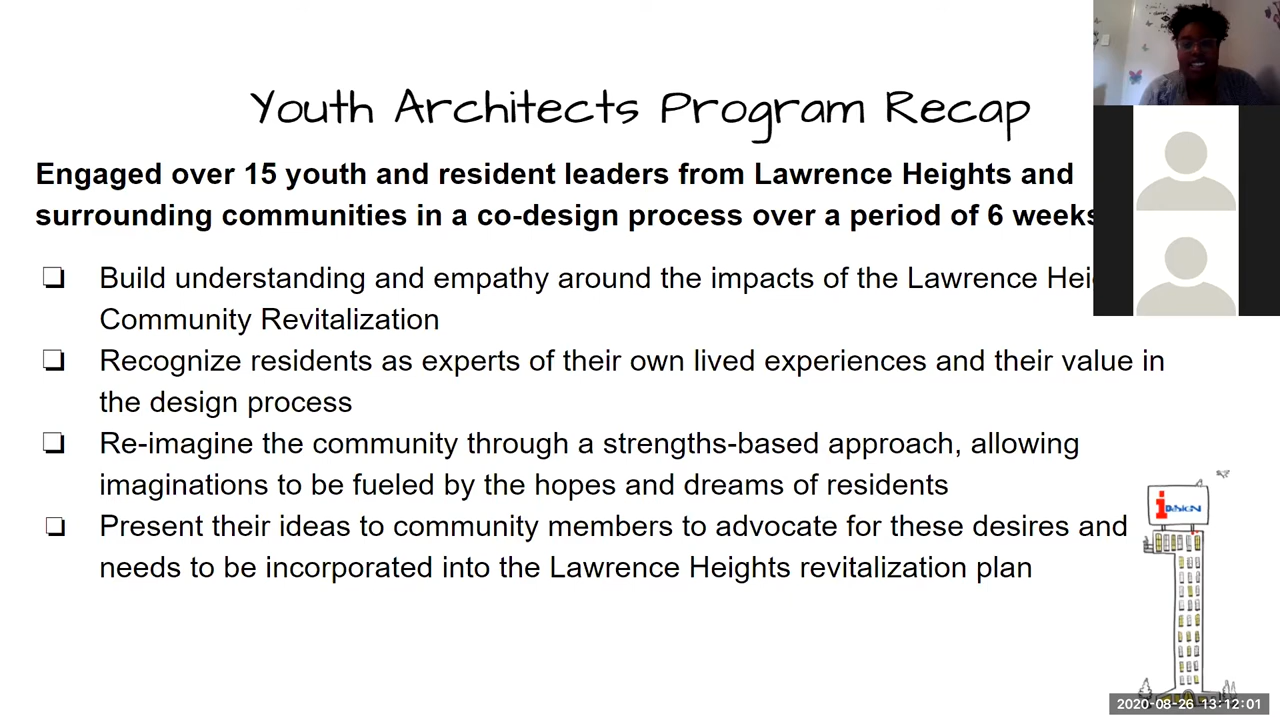 Youth Architects Program Recap
Engaged over 15 youth and resident leaders from Lawrence Heights and
surrounding communities in a co-design process over a period of 6 weeks
Build understanding and empathy around the impacts of the Lawrence
Community Revitalization
Recognize residents as experts of their own lived experiences and their value in
the design process
Re-imagine the community through a strengths-based approach, allowing
imaginations to be fueled by the hopes and dreams of residents
Present their ideas to community members to advocate for these desires and
needs to be incorporated into the Lawrence Heights revitalization plan
iDesign
2020-08-26 13:12:01